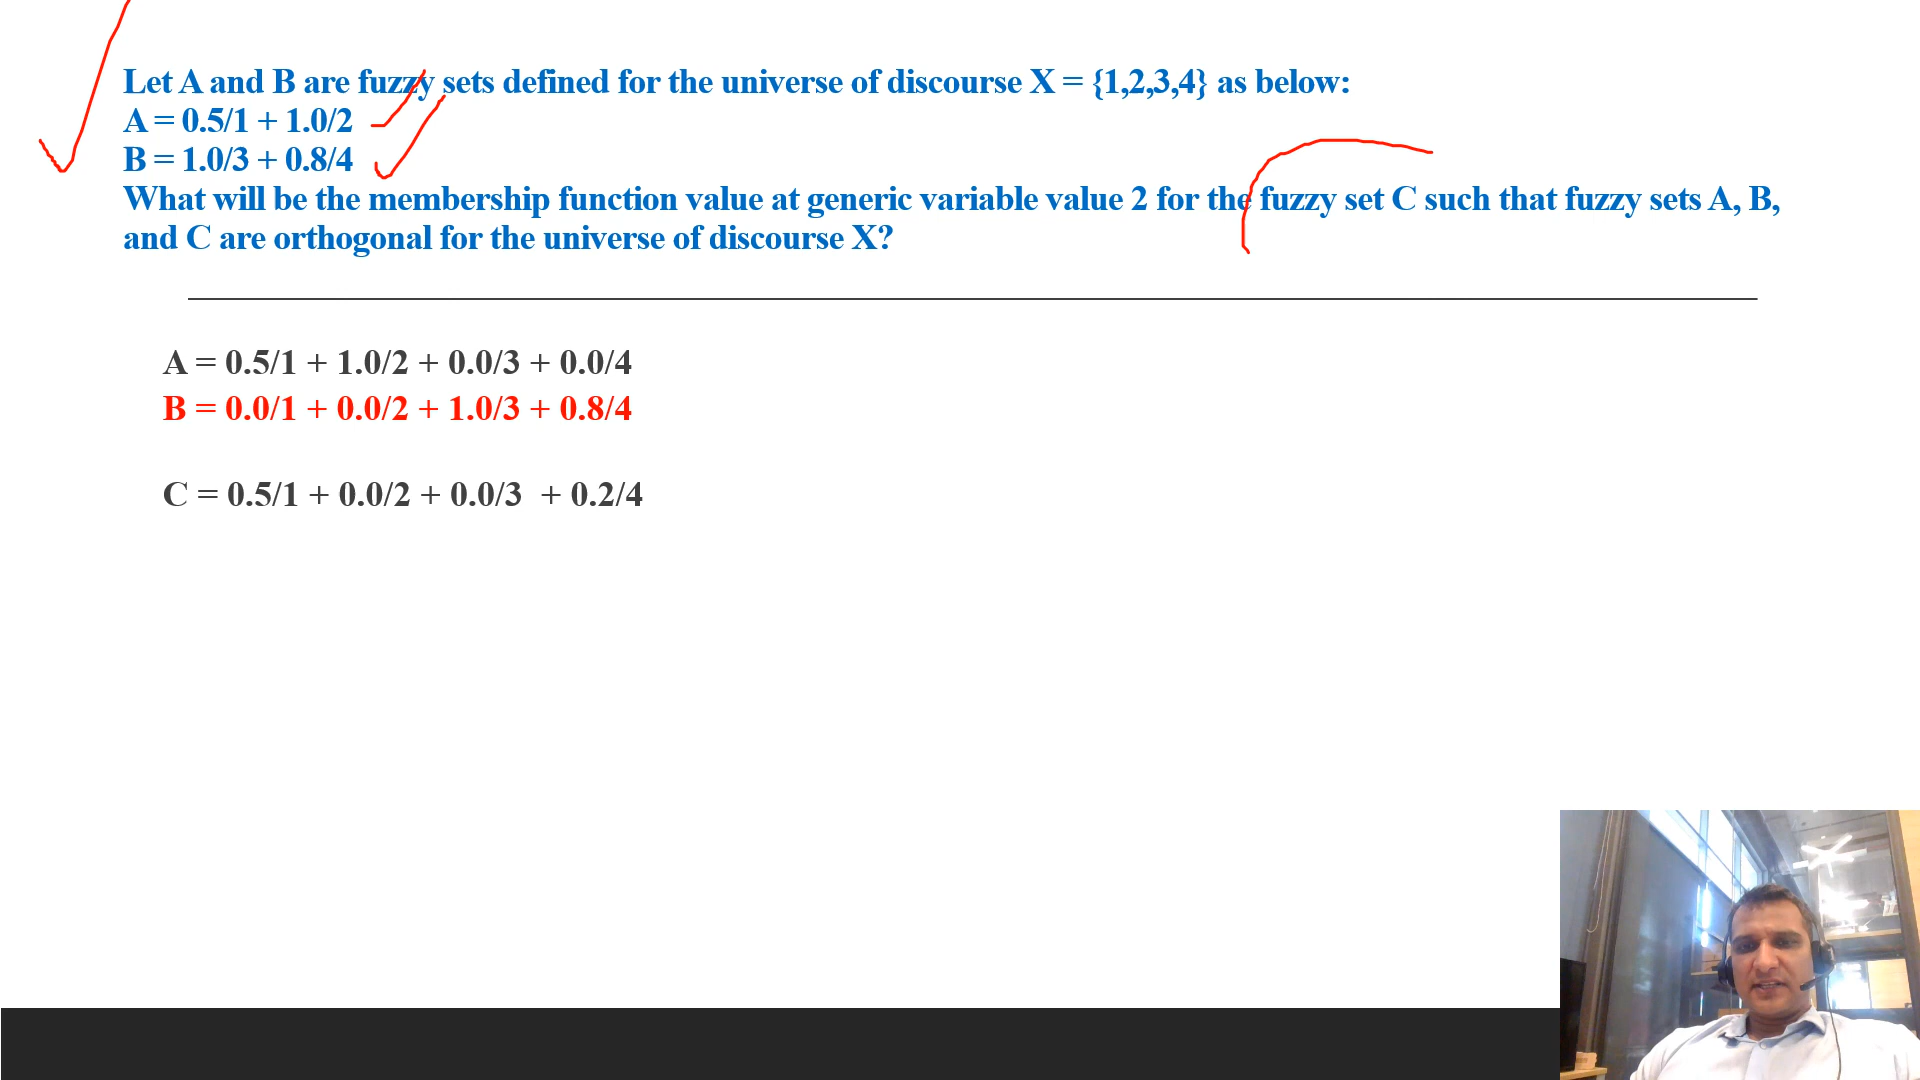 Let A and B are fuzzy sets defined for the universe of discourse X = {1,2,3,4} as below:
A = 0.5/1 + 1.0/2
B = 1.0/3 + 0.8/4
What will be the membership function value at generic variable value 2 for the fuzzy set C such that fuzzy sets A, B,
and C are orthogonal for the universe of discourse X?
A = 0.5/1 + 1.0/2 + 0.0/3 + 0.0/4
B = 0.0/1 + 0.0/2 + 1.0/3 + 0.8/4
C = 0.5/1 + 0.0/2 + 0.0/3 + 0.2/4